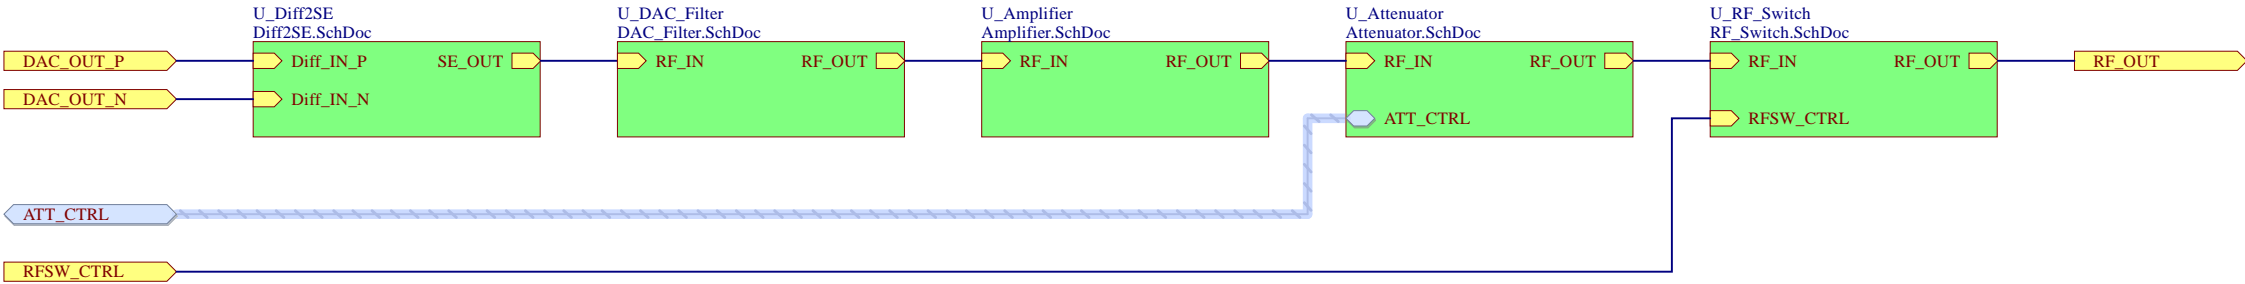 U_Diff2SE
Diff2SE.SchDoc
U_DAC_Filter
DAC_Filter.SchDoc
U_Amplifier
Amplifier.SchDoc
U_Attenuator
Attenuator.SchDoc
U_RF_Switch
RF_Switch.SchDoc
DAC_OUT_P
Diff_IN_P
SE_OUT
RF_IN
RF_OUT
RF_IN
RF_OUT
RF_IN
RF_OUT
RF_IN
RF_OUT
RF_OUT
DAC_OUT_N
Diff_IN_N
ATT_CTRL
RFSW_CTRL
ATT_CTRL
RFSW_CTRL